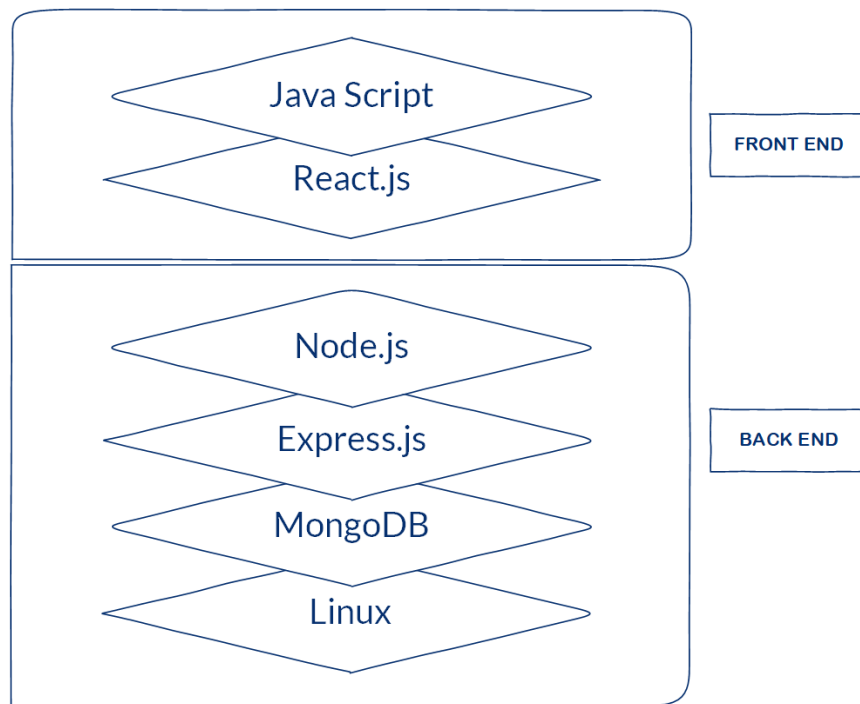 Java Script
React.js
FRONT END
Node.js
Express.js
MongoDB
Linux
BACK END